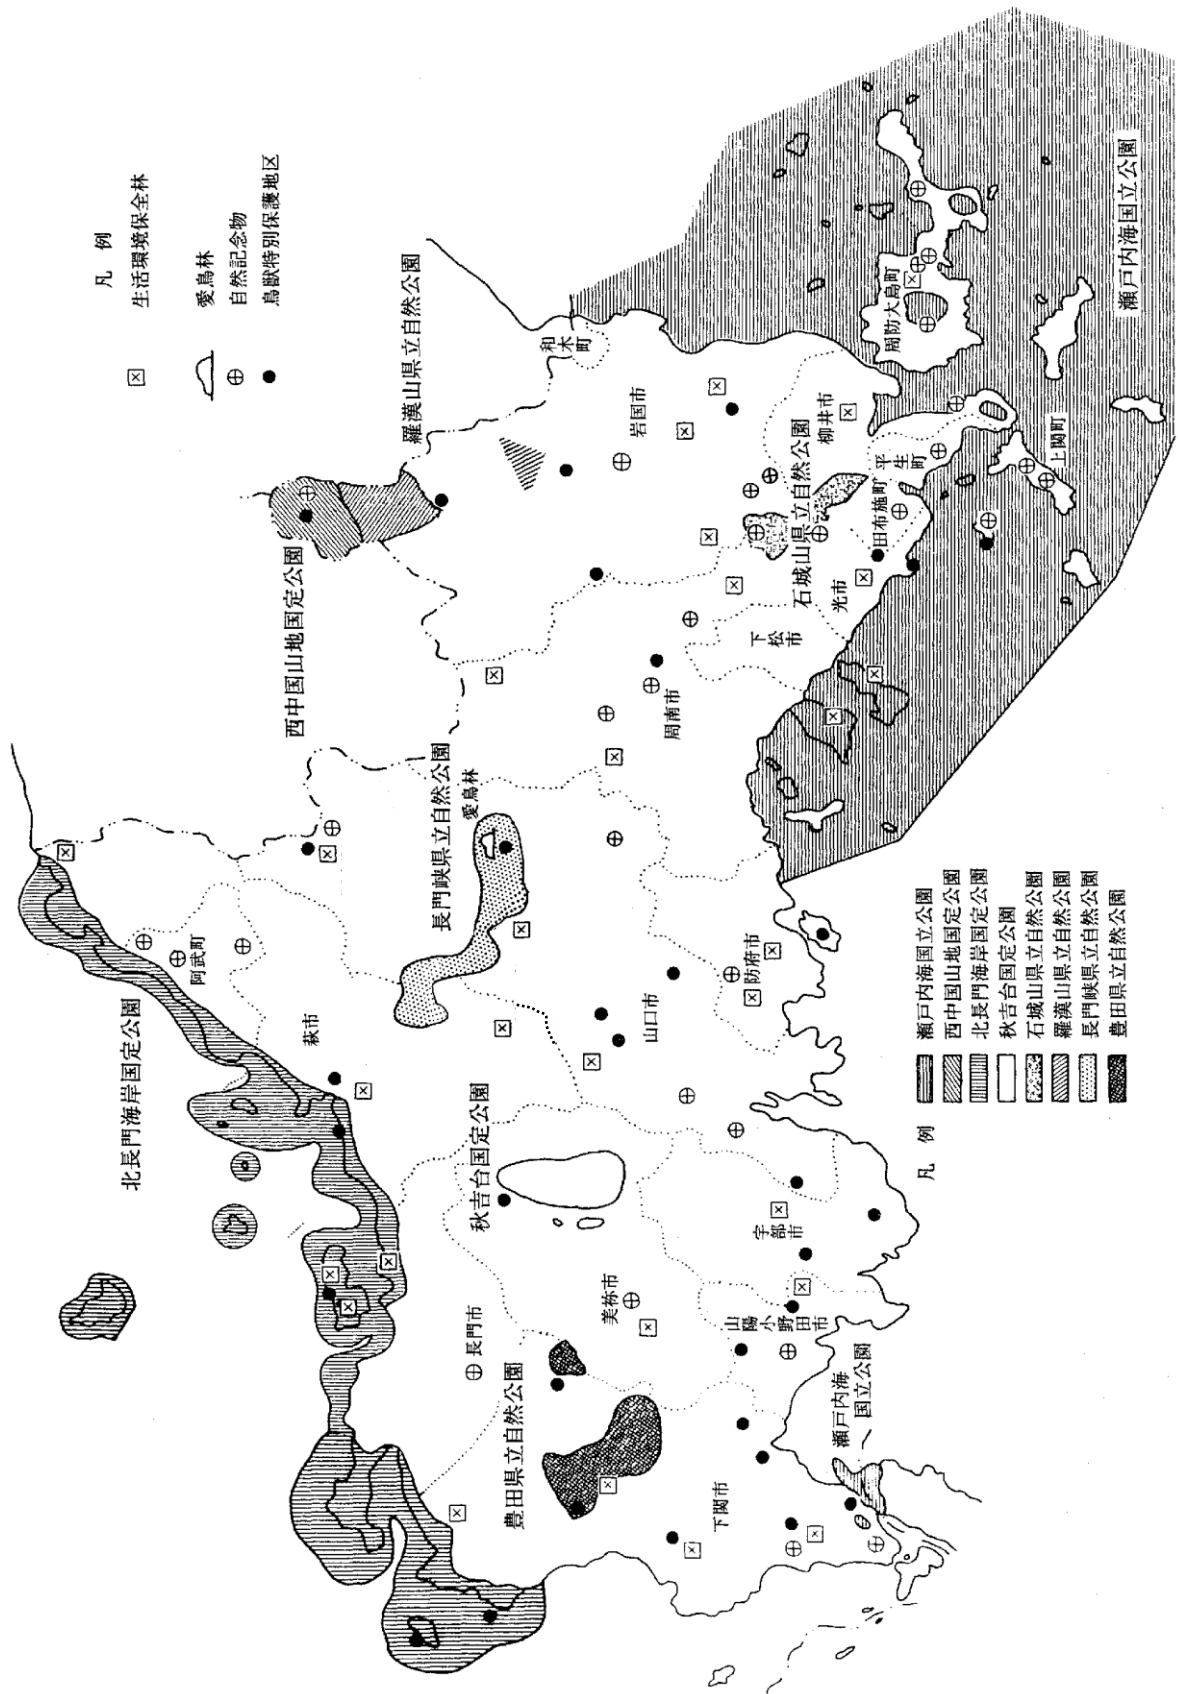 凡例
生活環境保全林
愛鳥林
自然記念物
鳥獣特別保護地区
北長門海岸国定公園
西中国山地国定公園
羅漢山県立自然公園
長門峡県立自然公園
愛鳥林
秋吉台国定公園
豊田県立自然公園
石城山県立自然公園
瀬戸内海国立公園
瀬戸内海
国立公園
阿武町
萩市
長門市
美祢市
下関市
山陽小野田市
宇部市
山口市
防府市
周南市
下松市
光市
田布施町
平生町
上関町
柳井市
岩国市
和木町
周防大島町
凡例
瀬戸内海国立公園
西中国山地国定公園
北長門海岸国定公園
秋吉台国定公園
石城山県立自然公園
羅漢山県立自然公園
長門峡県立自然公園
豊田県立自然公園